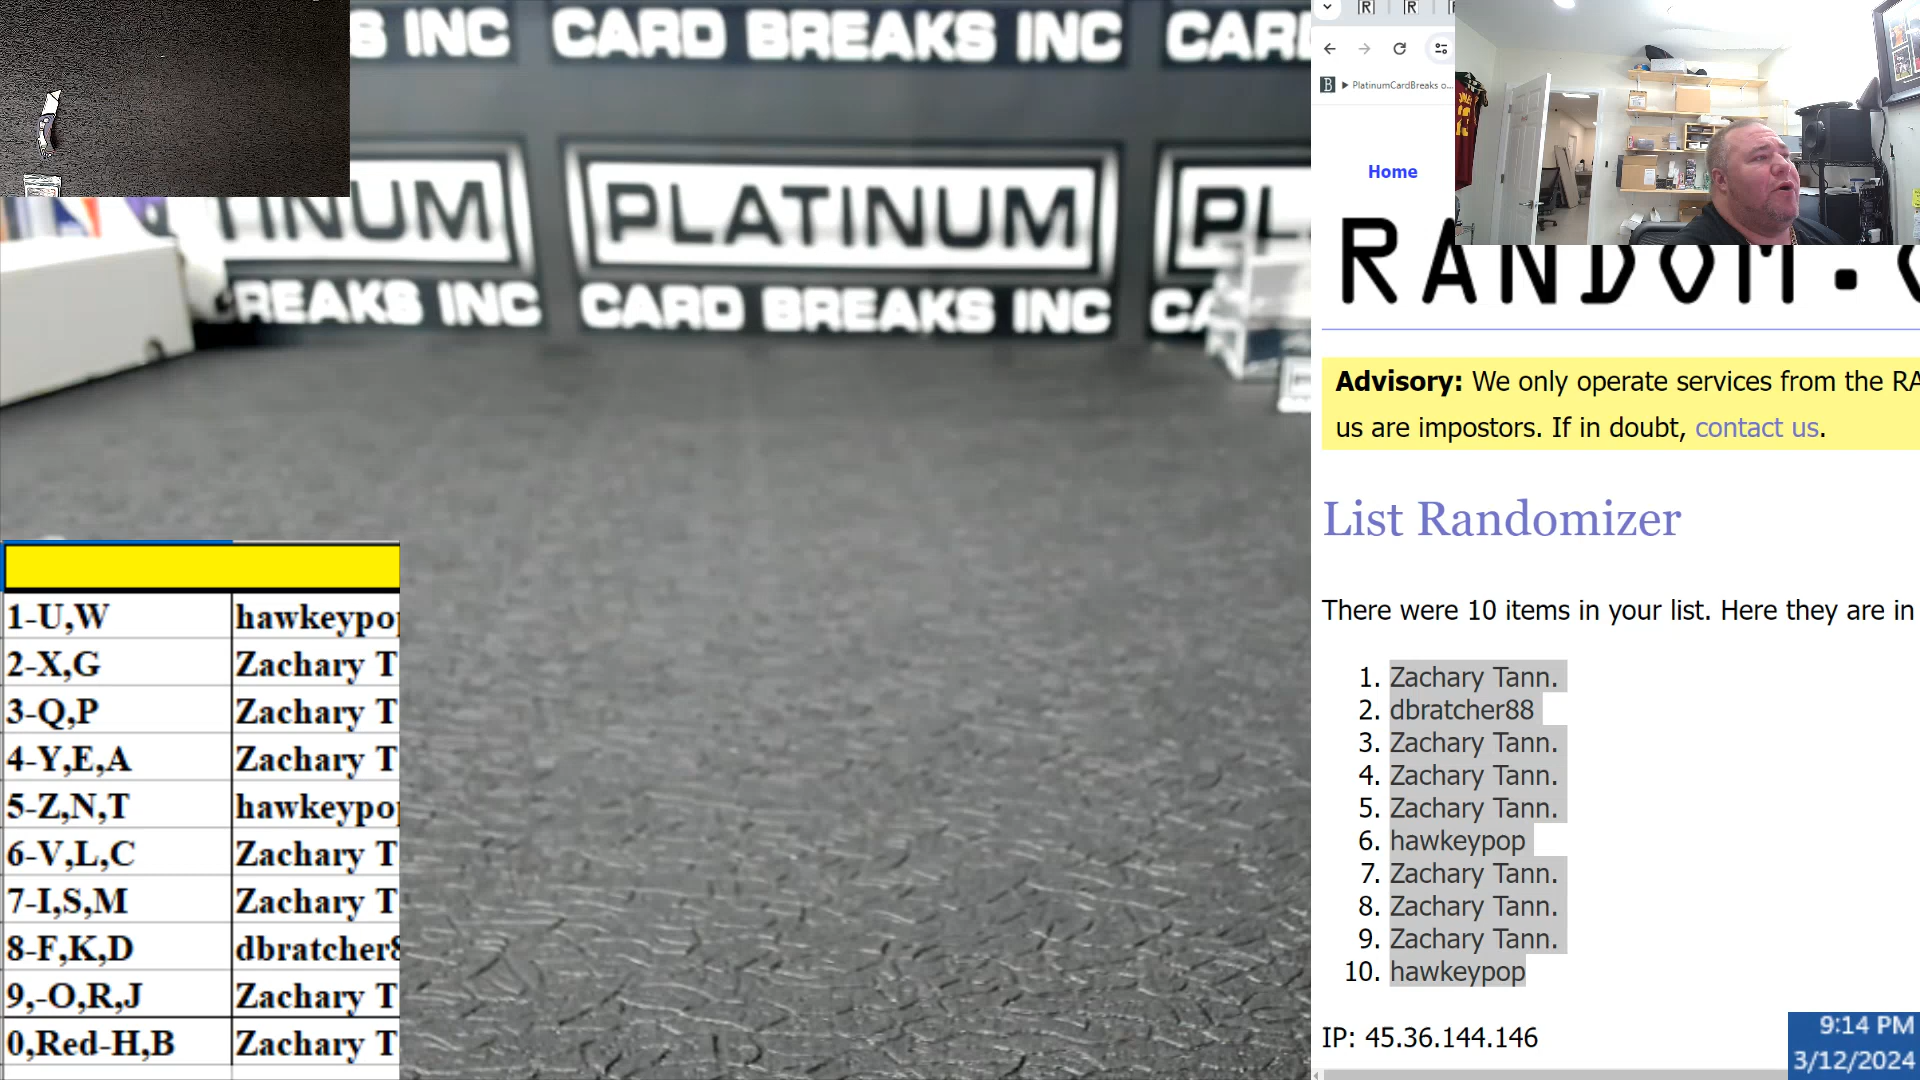 S INC CARD BREAKS INC CARD
TINUM PLATINUM PL
REAKS INC CARD BREAKS INC CA
PlatinumCardBreaks o...
Home
RANDOM.
Advisory: We only operate services from the RA
us are impostors. If in doubt, contact us.
List Randomizer
There were 10 items in your list. Here they are in
1. Zachary Tann.
2. dbratcher88
3. Zachary Tann.
4. Zachary Tann.
5. Zachary Tann.
6. hawkeypop
7. Zachary Tann.
8. Zachary Tann.
9. Zachary Tann.
10. hawkeypop
IP: 45.36.144.146
9:14 PM
3/12/2024
1-U,W hawkeypop
2-X,G Zachary T
3-Q,P Zachary T
4-Y,E,A Zachary T
5-Z,N,T hawkeypop
6-V,L,C Zachary T
7-I,S,M Zachary T
8-F,K,D dbratcher8
9,-O,R,J Zachary T
0,Red-H,B Zachary T